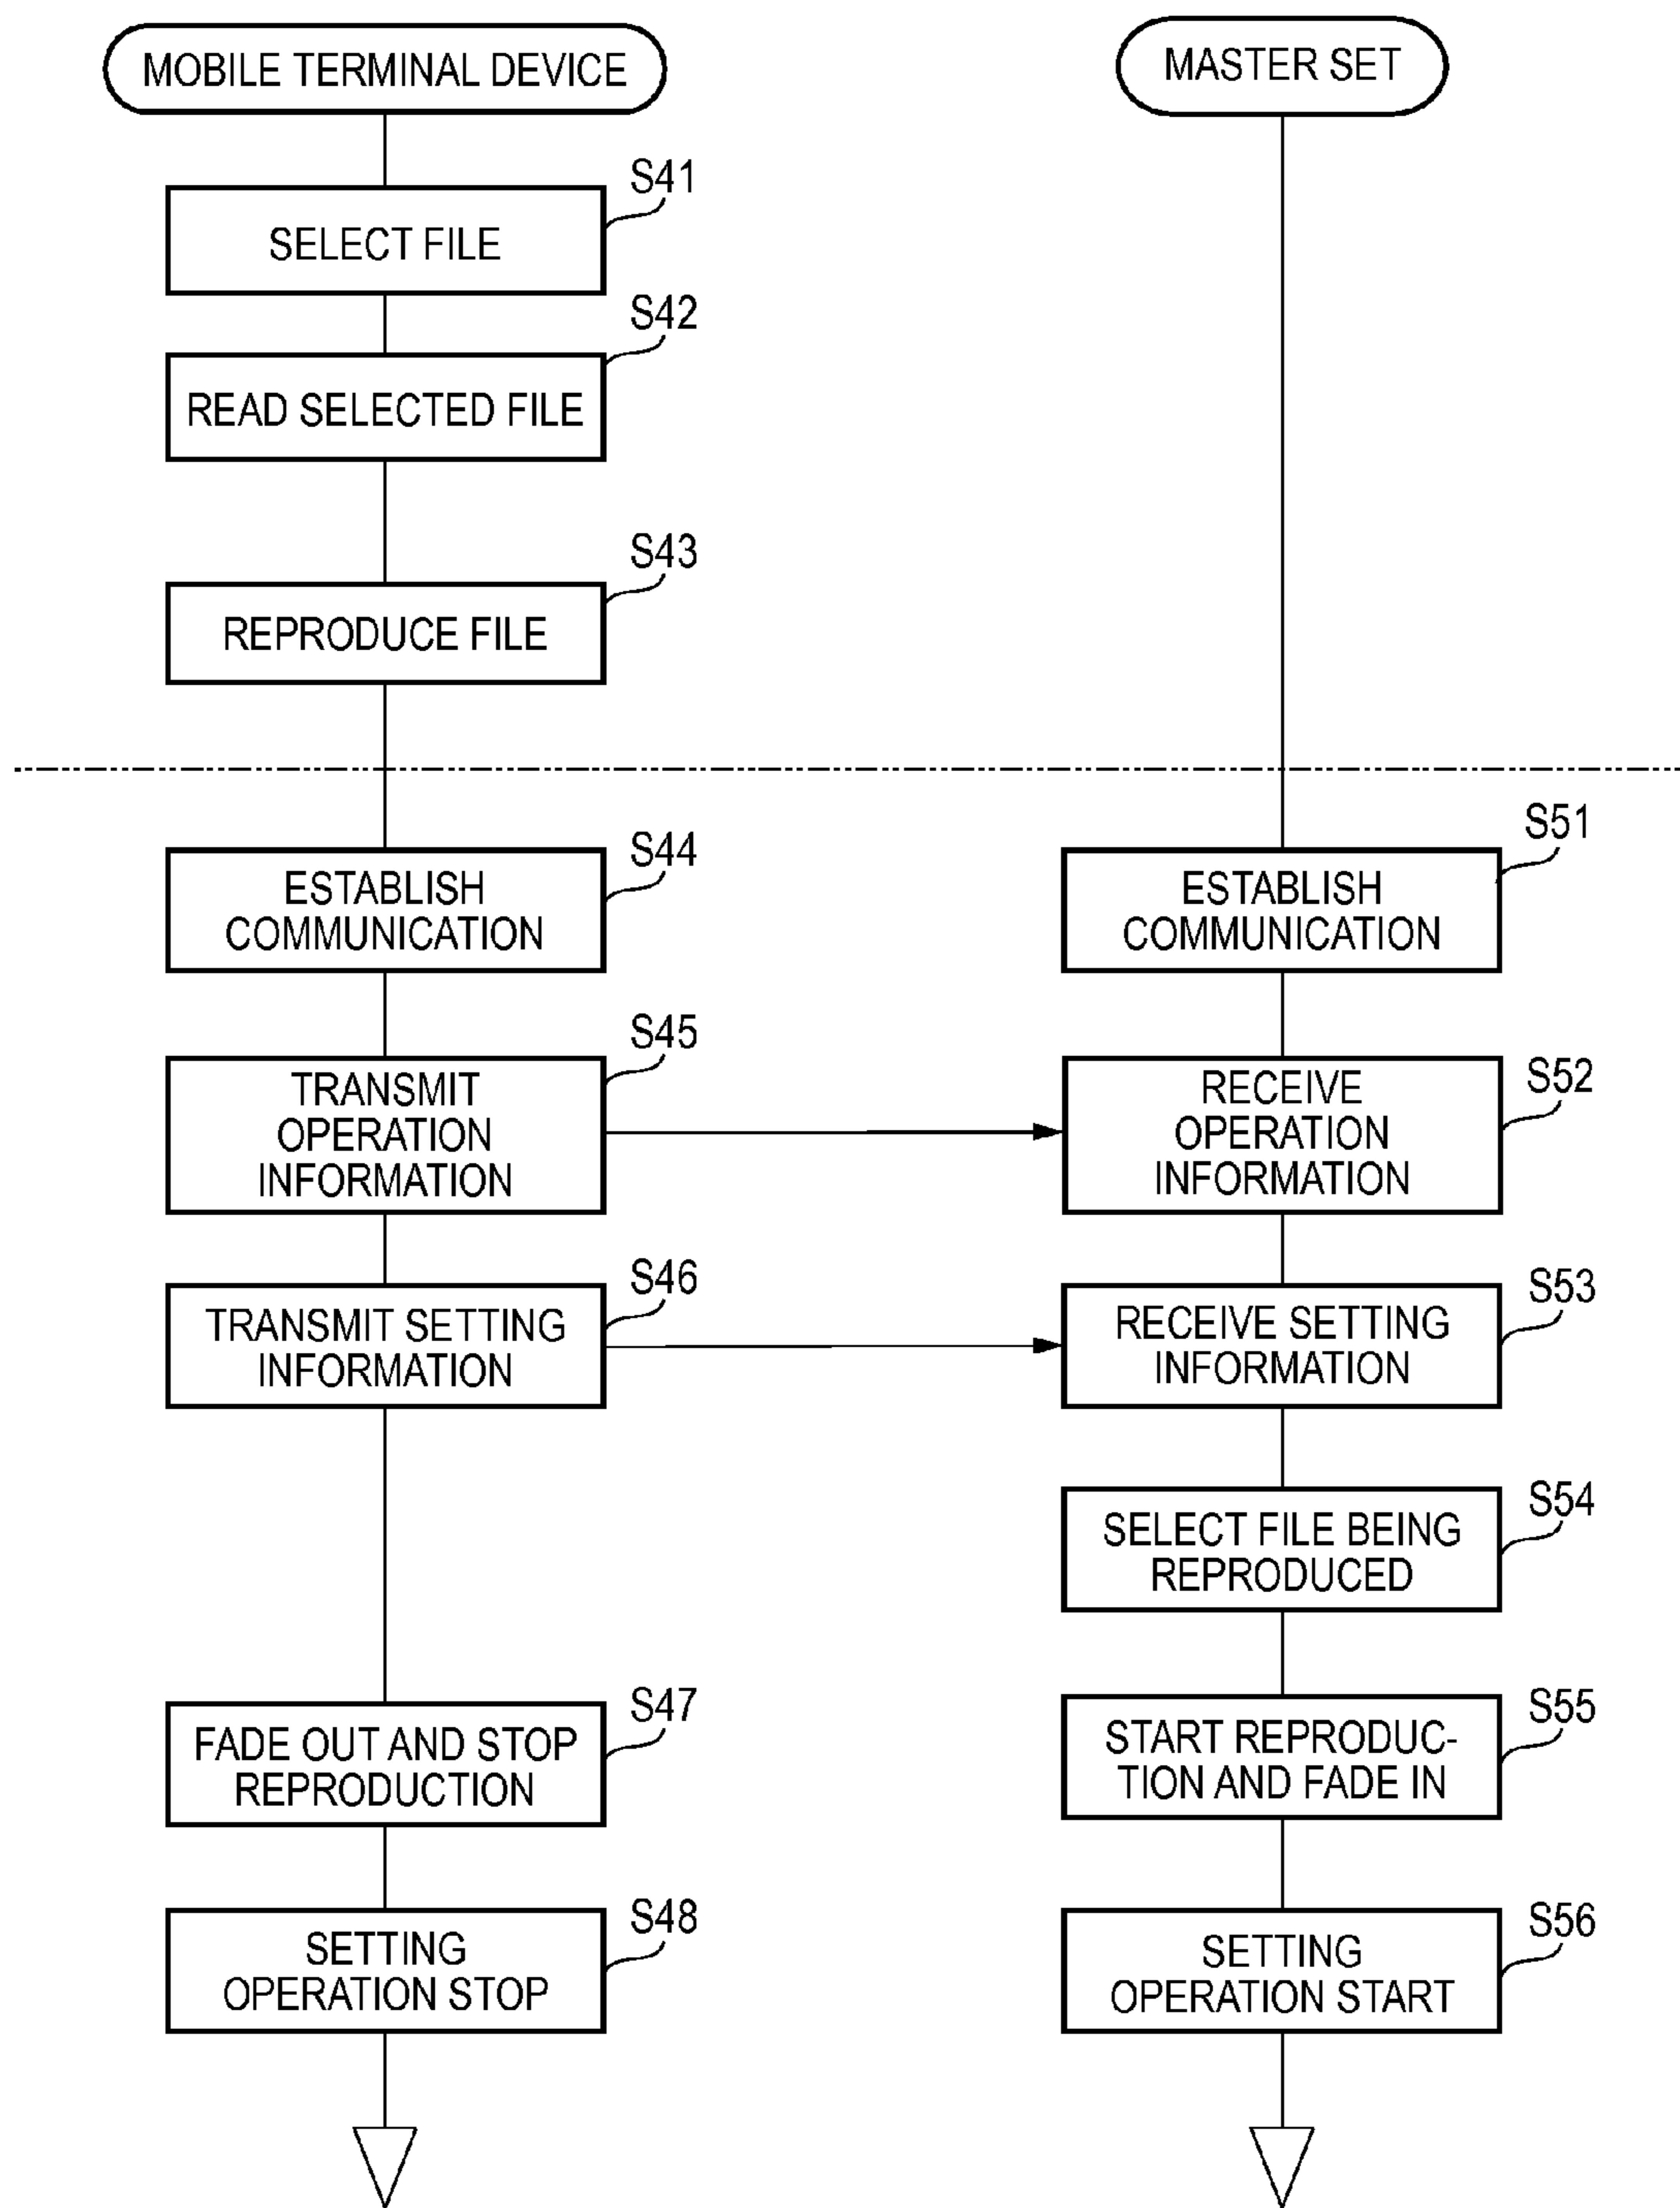 MOBILE TERMINAL DEVICE
MASTER SET
S41
SELECT FILE
S42
READ SELECTED FILE
S43
REPRODUCE FILE
S44
ESTABLISH
COMMUNICATION
S51
ESTABLISH
COMMUNICATION
S45
TRANSMIT
OPERATION
INFORMATION
S52
RECEIVE
OPERATION
INFORMATION
S46
TRANSMIT SETTING
INFORMATION
S53
RECEIVE SETTING
INFORMATION
S54
SELECT FILE BEING
REPRODUCED
S47
FADE OUT AND STOP
REPRODUCTION
S55
START REPRODUC-
TION AND FADE IN
S48
SETTING
OPERATION STOP
S56
SETTING
OPERATION START